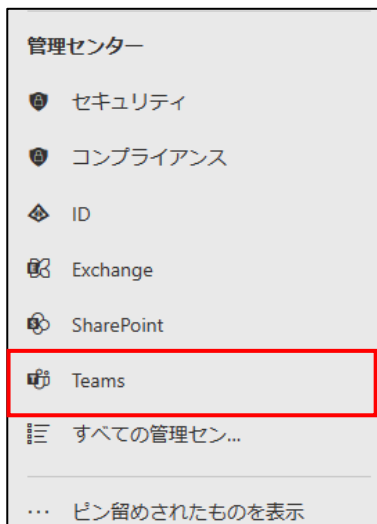 管理センター
セキュリティ
コンプライアンス
ID
Exchange
SharePoint
Teams
すべての管理セン...
… ピン留めされたものを表示